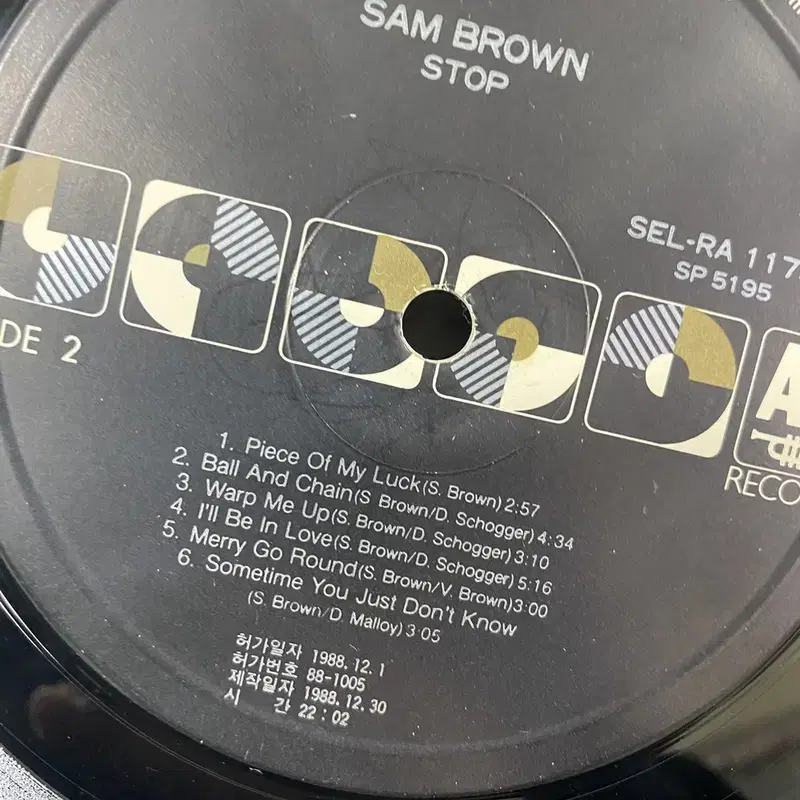 SAM BROWN
STOP
SEL-RA 117
SP 5195
DE 2
RECO
1. Piece Of My Luck(S. Brown)2:57
2. Ball And Chain(S Brown/D. Schogger)4:34
3. Warp Me Up(S. Brown/D. Schogger)3:10
4. I'll Be In Love(S. Brown/D. Schogger)5:16
5. Merry Go Round(S. Brown/V. Brown)3:00
6. Sometime You Just Don't Know
(S. Brown/D. Malloy)3:05
허가일자 1988.12.1
허가번호 88-1005
제작일자 1988.12.30
시 간 22:02